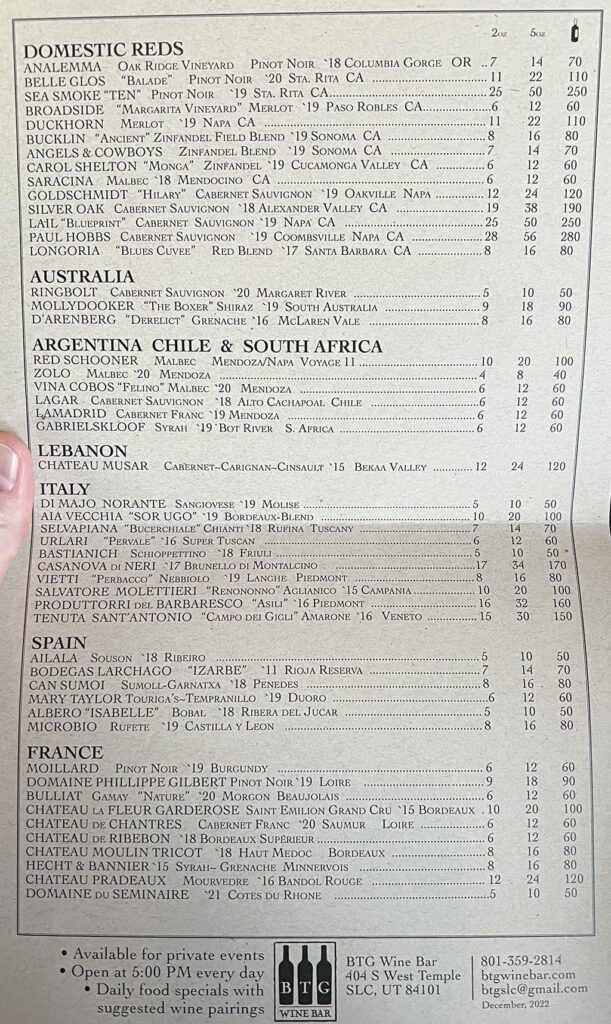 2oz 5oz
DOMESTIC REDS
ANALEMMA OAK RIDGE VINEYARD PINOT NOIR `18 COLUMBIA GORGE OR ..7 14 70
BELLE GLOS "BALADE" PINOT NOIR `20 STA. RITA CA ........ 11 22 110
SEA SMOKE "TEN" PINOT NOIR `19 STA. RITA CA........ 25 50 250
BROADSIDE "MARGARITA VINEYARD" MERLOT `19 PASO ROBLES CA........ 6 12 60
DUCKHORN MERLOT `19 NAPA CA ........ 11 22 110
BUCKLIN "ANCIENT" ZINFANDEL FIELD BLEND `19 SONOMA CA ........ 8 16 80
ANGELS & COWBOYS ZINFANDEL BLEND `19 SONOMA CA ........ 7 14 70
CAROL SHELTON "MONGA" ZINFANDEL `19 CUCAMONGA VALLEY CA ........ 6 12 60
SARACINA MALBEC `18 MENDOCINO CA ........ 6 12 60
GOLDSCHMIDT "HILARY" CABERNET SAUVIGNON `19 OAKVILLE NAPA ........ 12 24 120
SILVER OAK CABERNET SAUVIGNON `18 ALEXANDER VALLEY CA ........ 19 38 190
LAIL "BLUEPRINT" CABERNET SAUVIGNON `19 NAPA CA ........ 25 50 250
PAUL HOBBS CABERNET SAUVIGNON `19 COOMBSVILLE NAPA CA ........ 28 56 280
LONGORIA "BLUES CUVEE" RED BLEND `17 SANTA BARBARA CA ........ 8 16 80
AUSTRALIA
RINGBOLT CABERNET SAUVIGNON `20 MARGARET RIVER ........ 5 10 50
MOLLYDOOKER "THE BOXER" SHIRAZ `19 SOUTH AUSTRALIA ........ 9 18 90
D'ARENBERG "DERELICT" GRENACHE `16 MCLAREN VALE ........ 8 16 80
ARGENTINA CHILE & SOUTH AFRICA
RED SCHOONER MALBEC MENDOZA/NAPA VOYAGE 11 ........ 10 20 100
ZOLO MALBEC `20 MENDOZA ........ 4 8 40
VINA COBOS "FELINO" MALBEC `20 MENDOZA ........ 6 12 60
LAGAR CABERNET SAUVIGNON `18 ALTO CACHAPOAL CHILE ........ 6 12 60
LAMADRID CABERNET FRANC `19 MENDOZA ........ 6 12 60
GABRIELSKLOOF SYRAH `19 BOT RIVER S. AFRICA ........ 6 12 60
LEBANON
CHATEAU MUSAR CABERNET~CARIGNAN~CINSAULT `15 BEKAA VALLEY ........ 12 24 120
ITALY
DI MAJO NORANTE SANGIOVESE `19 MOLISE ........ 5 10 50
AIA VECCHIA "SOR UGO" `19 BORDEAUX-BLEND ........ 10 20 100
SELVAPIANA "BUCERCHIALE" CHIANTI `18 RUFINA TUSCANY ........ 7 14 70
URLARI "PERVALE" `16 SUPER TUSCAN ........ 6 12 60
BASTIANICH SCHIOPPETTINO `18 FRIULI ........ 5 10 50
CASANOVA DI NERI `17 BRUNELLO DI MONTALCINO ........ 17 34 170
VIETTI "PERBACCO" NEBBIOLO `19 LANGHE PIEDMONT ........ 8 16 80
SALVATORE MOLETTIERI "RENONONNO" AGLIANICO `15 CAMPANIA ........ 10 20 100
PRODUTTORRI DEL BARBARESCO "ASILI" `16 PIEDMONT ........ 16 32 160
TENUTA SANT'ANTONIO "CAMPO DEI GIGLI" AMARONE `16 VENETO ........ 15 30 150
SPAIN
AILALA SOUSON `18 RIBEIRO ........ 5 10 50
BODEGAS LARCHAGO "IZARBE" `11 RIOJA RESERVA ........ 7 14 70
CAN SUMOI SUMOLL-GARNATXA `18 PENEDES ........ 8 16 80
MARY TAYLOR TOURIGA'S~TEMPRANILLO `19 DUORO ........ 6 12 60
ALBERO "ISABELLE" BOBAL `18 RIBERA DEL JUCAR ........ 5 10 50
MICROBIO RUFETE `19 CASTILLA Y LEON ........ 8 16 80
FRANCE
MOILLARD PINOT NOIR `19 BURGUNDY ........ 6 12 60
DOMAINE PHILLIPPE GILBERT PINOT NOIR `19 LOIRE ........ 9 18 90
BULLIAT GAMAY "NATURE" `20 MORGON BEAUJOLAIS ........ 6 12 60
CHATEAU LA FLEUR GARDEROSE SAINT EMILION GRAND CRU `15 BORDEAUX . 10 20 100
CHATEAU DE CHANTRES CABERNET FRANC `20 SAUMUR LOIRE ........ 6 12 60
CHATEAU DE RIBEBON `18 BORDEAUX SUPÉRIEUR ........ 6 12 60
CHATEAU MOULIN TRICOT `18 HAUT MEDOC BORDEAUX ........ 8 16 80
HECHT & BANNIER `15 SYRAH~ GRENACHE MINNERVOIS ........ 8 16 80
CHATEAU PRADEAUX MOURVEDRE `16 BANDOL ROUGE ........ 12 24 120
DOMAINE DU SEMINAIRE `21 COTES DU RHONE ........ 5 10 50
• Available for private events
• Open at 5:00 PM every day
• Daily food specials with
suggested wine pairings
B T G
WINE BAR
BTG Wine Bar
404 S West Temple
SLC, UT 84101
801-359-2814
btgwinebar.com
btgslc@gmail.com
December, 2022